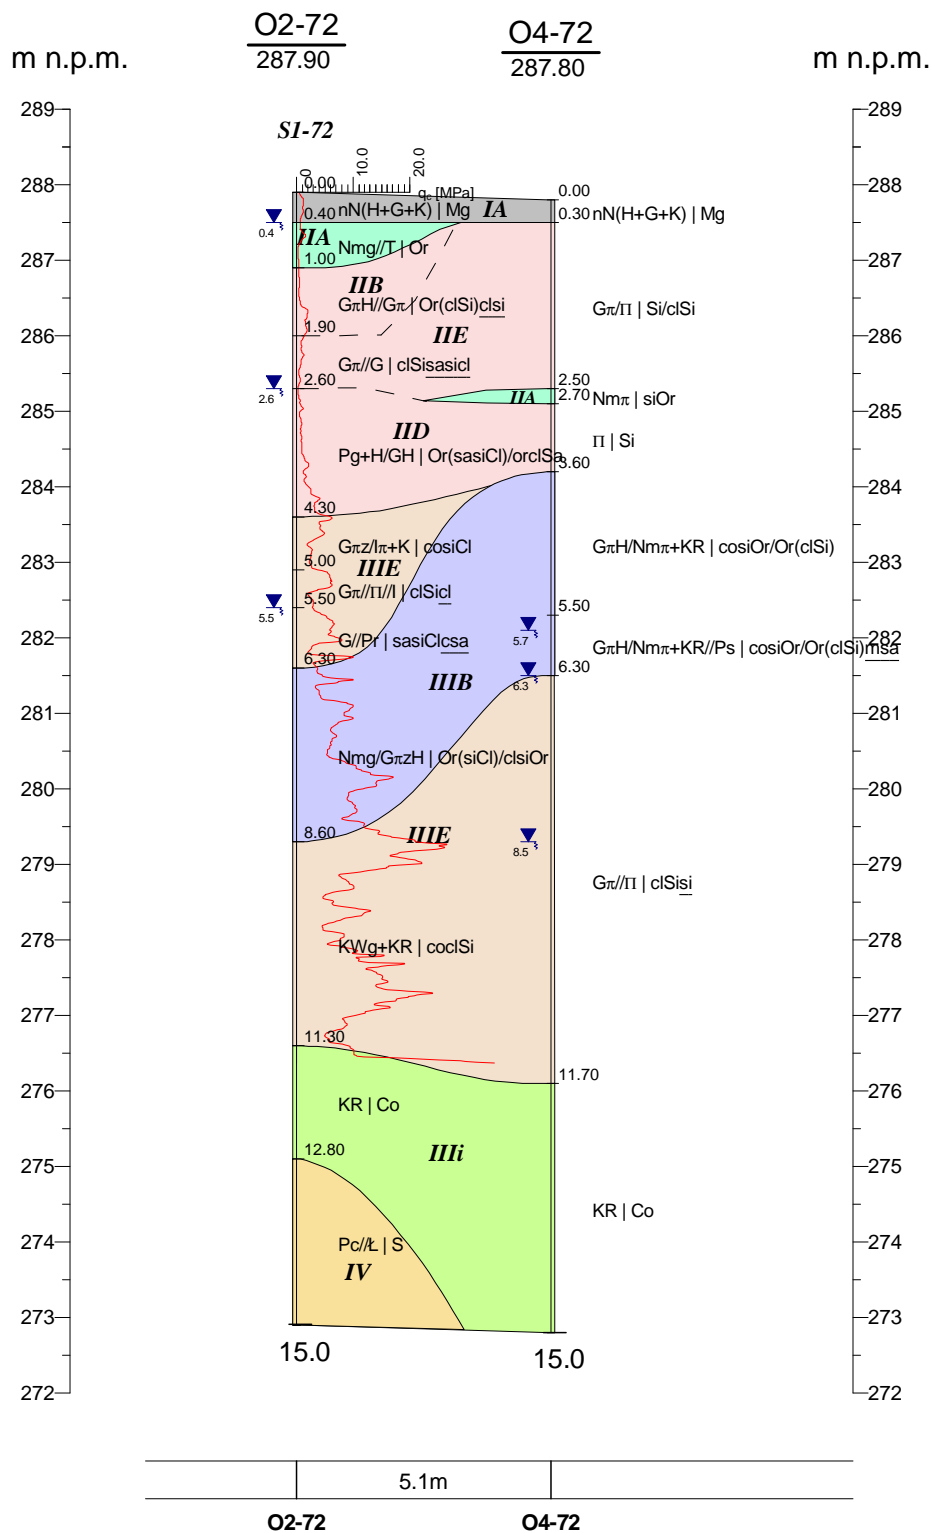 O2-72
287.90
O4-72
287.80
m n.p.m.
m n.p.m.
S1-72
0 10.0 20.0
qc [MPa]
289
288
287
286
285
284
283
282
281
280
279
278
277
276
275
274
273
272
0.00
0.40 nN(H+G+K) | Mg
IA
0.4
IIA
Nmg//T | Or
1.00
IIB
GπH//Gπ | Or(clSi)clsi
1.90
IIE
Gπ//G | clSisasicl
2.60
2.6
IID
Pg+H/GH | Or(sasiCl)/orclSa
4.30
Gπz/Iπ+K | cosiCl
5.00
IIIE
Gπ//Π//I | clSicl
5.50
5.5
G//Pr | sasiClcsa
6.30
IIIB
Nmg/GπzH | Or(siCl)/clsiOr
8.60
IIIE
KWg+KR | coclSi
11.30
KR | Co
12.80
IIIi
Pc//Ł | S
IV
15.0
0.00
0.30 nN(H+G+K) | Mg
Gπ/Π | Si/clSi
2.50
IIA
2.70
Nmπ | siOr
Π | Si
3.60
GπH/Nmπ+KR | cosiOr/Or(clSi)
5.50
5.7
GπH/Nmπ+KR//Ps | cosiOr/Or(clSi)msa
6.30
6.3
8.5
Gπ//Π | clSisi
11.70
KR | Co
15.0
289
288
287
286
285
284
283
282
281
280
279
278
277
276
275
274
273
272
5.1m
O2-72
O4-72